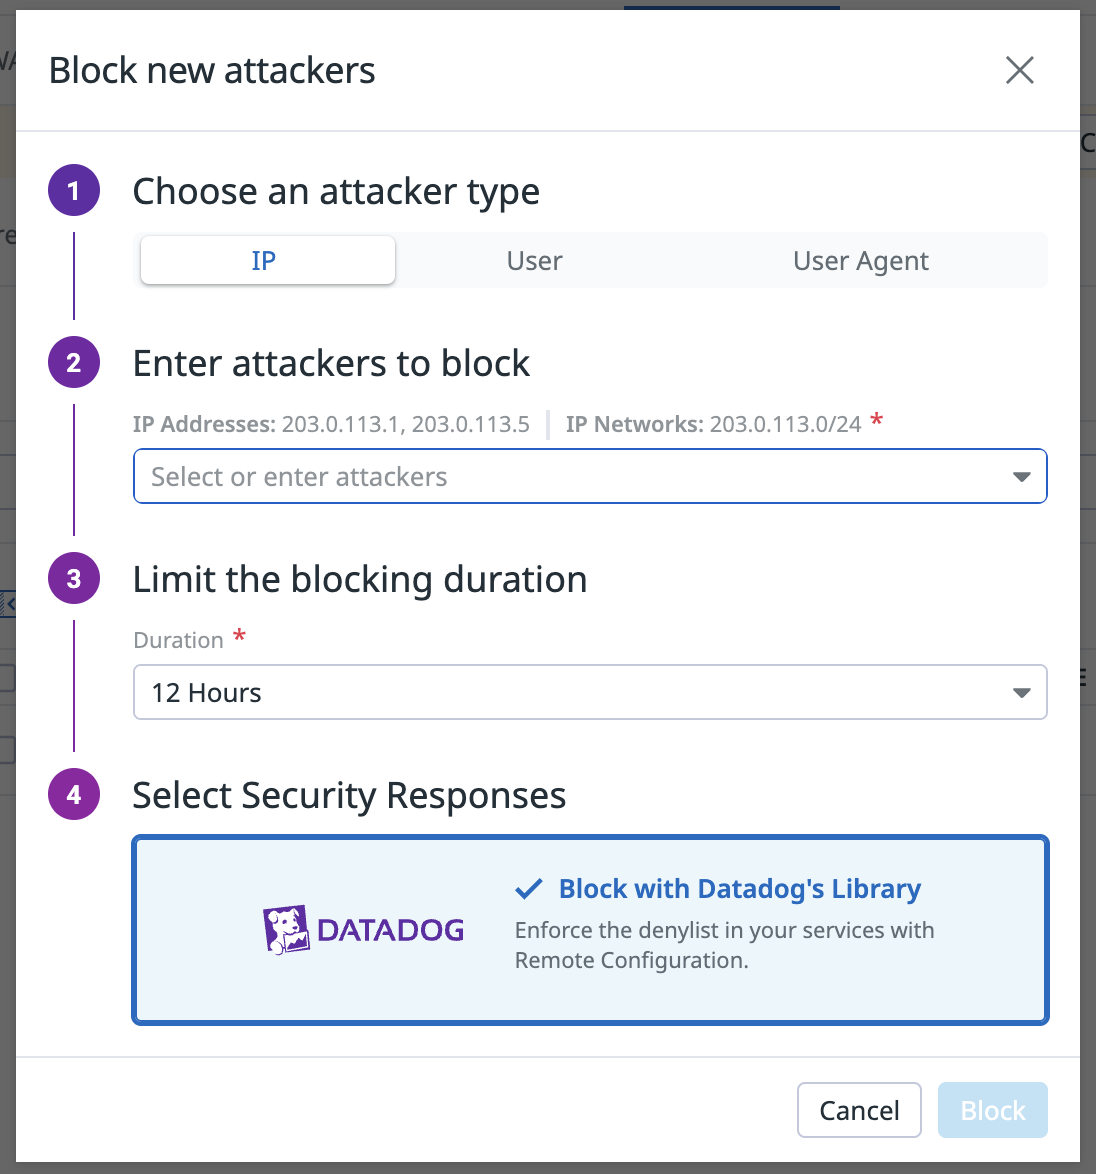 Block new attackers
1 Choose an attacker type
IP User User Agent
2 Enter attackers to block
IP Addresses: 203.0.113.1, 203.0.113.5 IP Networks: 203.0.113.0/24 *
Select or enter attackers
3 Limit the blocking duration
Duration *
12 Hours
4 Select Security Responses
DATADOG
Block with Datadog's Library
Enforce the denylist in your services with
Remote Configuration.
Cancel Block